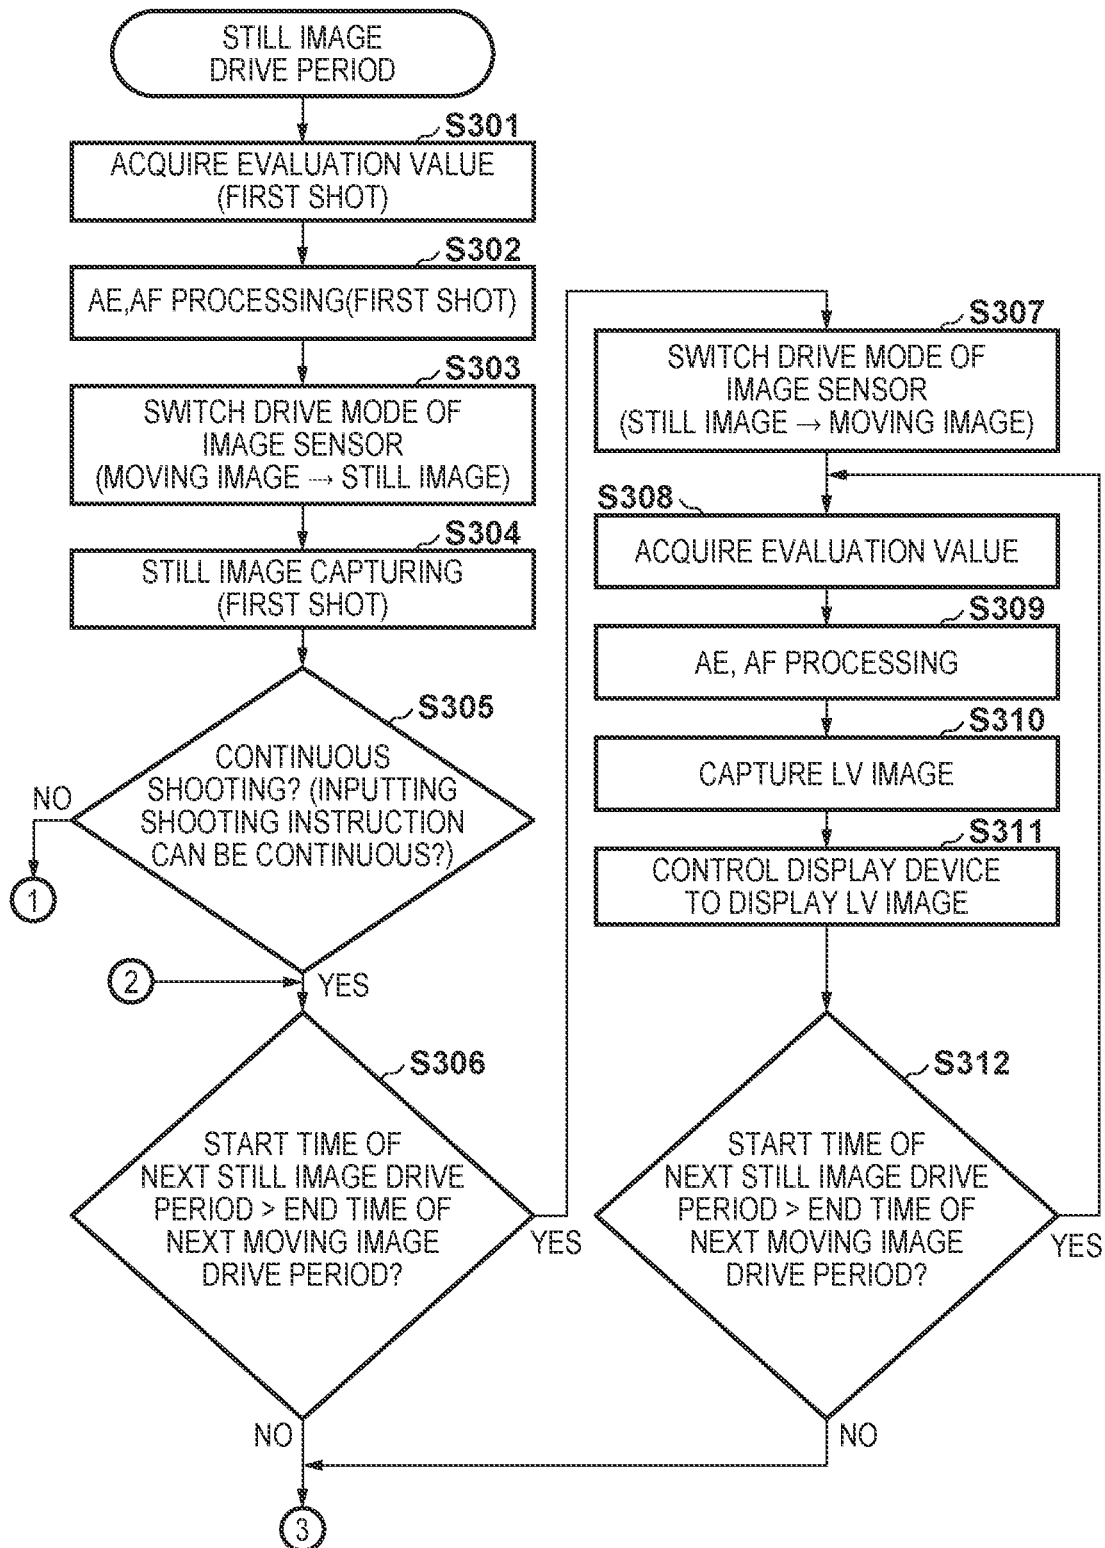 STILL IMAGE
DRIVE PERIOD
S301
ACQUIRE EVALUATION VALUE
(FIRST SHOT)
S302
AE,AF PROCESSING(FIRST SHOT)
S303
SWITCH DRIVE MODE OF
IMAGE SENSOR
(MOVING IMAGE → STILL IMAGE)
S304
STILL IMAGE CAPTURING
(FIRST SHOT)
S305
CONTINUOUS
SHOOTING? (INPUTTING
SHOOTING INSTRUCTION
CAN BE CONTINUOUS?)
NO
1
2
YES
S306
START TIME OF
NEXT STILL IMAGE DRIVE
PERIOD > END TIME OF
NEXT MOVING IMAGE
DRIVE PERIOD?
YES
NO
3
S307
SWITCH DRIVE MODE OF
IMAGE SENSOR
(STILL IMAGE → MOVING IMAGE)
S308
ACQUIRE EVALUATION VALUE
S309
AE, AF PROCESSING
S310
CAPTURE LV IMAGE
S311
CONTROL DISPLAY DEVICE
TO DISPLAY LV IMAGE
S312
START TIME OF
NEXT STILL IMAGE DRIVE
PERIOD > END TIME OF
NEXT MOVING IMAGE
DRIVE PERIOD?
YES
NO